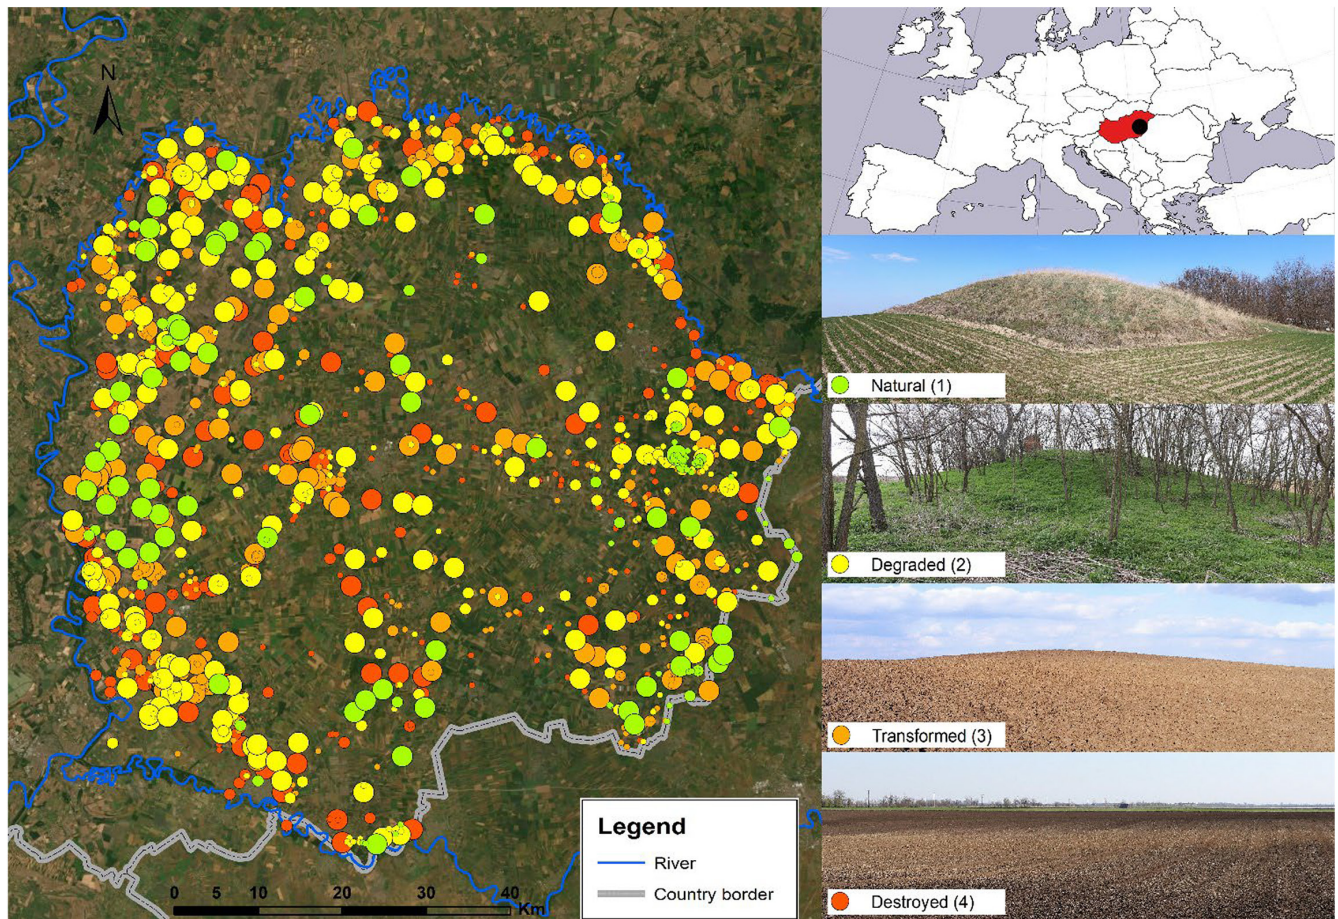 N
Natural (1)
Degraded (2)
Transformed (3)
Destroyed (4)
Legend
River
Country border
0 5 10 20 30 40
Km